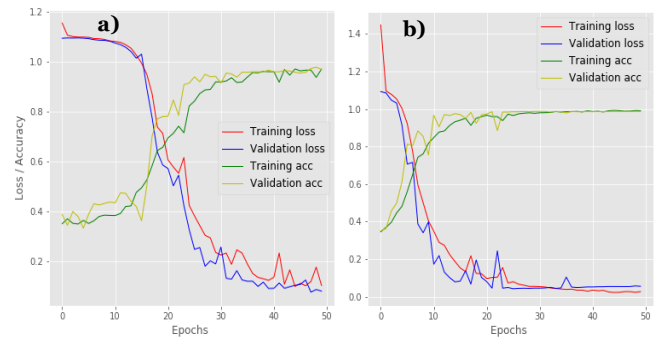 a)
1.2
1.0
0.8
0.6
0.4
0.2
Loss / Accuracy
Training loss
Validation loss
Training acc
Validation acc
0 10 20 30 40 50
Epochs
b)
1.4
1.2
1.0
0.8
0.6
0.4
0.2
0.0
Training loss
Validation loss
Training acc
Validation acc
0 10 20 30 40 50
Epochs